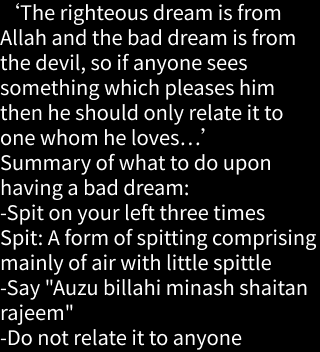 ‘The righteous dream is from
Allah and the bad dream is from
the devil, so if anyone sees
something which pleases him
then he should only relate it to
one whom he loves…’
Summary of what to do upon
having a bad dream:
-Spit on your left three times
Spit: A form of spitting comprising
mainly of air with little spittle
-Say "Auzu billahi minash shaitan
rajeem"
-Do not relate it to anyone